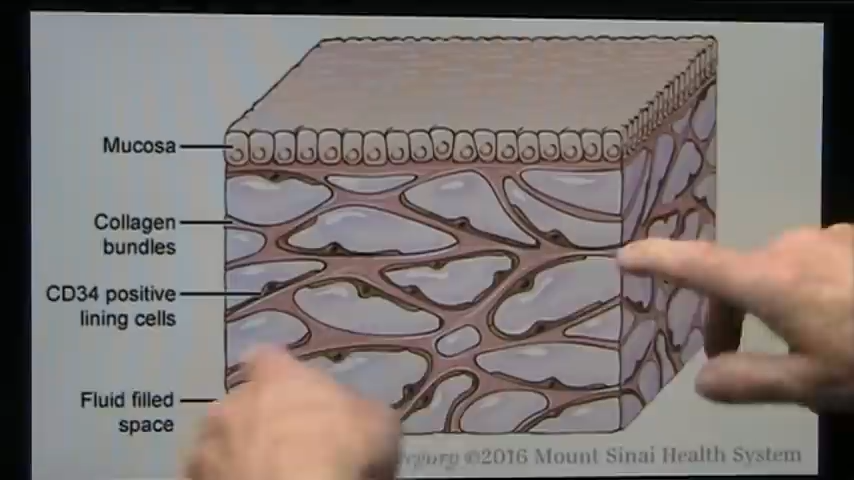 Mucosa
Collagen
bundles
CD34 positive
lining cells
Fluid filled
space
©2016 Mount Sinai Health System